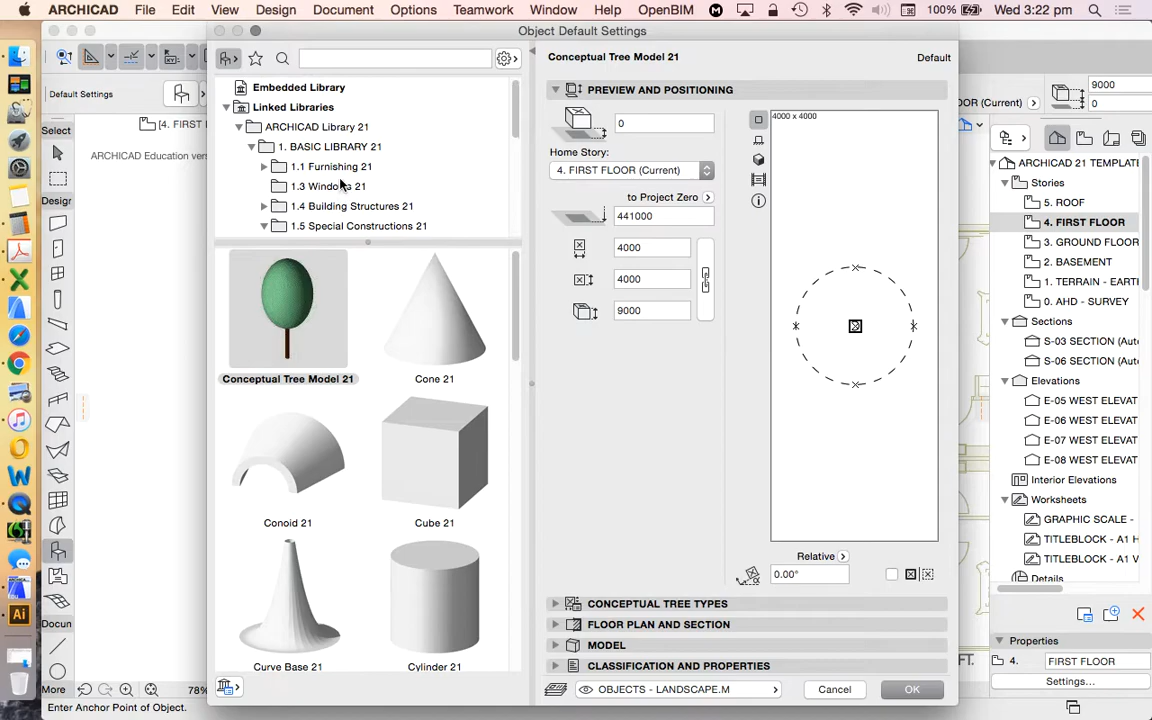 ARCHICAD File Edit View Design Document Options Teamwork Window Help OpenBIM 100% Wed 3:22 pm
Object Default Settings
Default Settings
Select
[4. FIRST
ARCHICAD Education vers
Design
Docun
More
78%
Enter Anchor Point of Object.
Embedded Library
Linked Libraries
ARCHICAD Library 21
1. BASIC LIBRARY 21
1.1 Furnishing 21
1.3 Windows 21
1.4 Building Structures 21
1.5 Special Constructions 21
Conceptual Tree Model 21
Cone 21
Conoid 21
Cube 21
Curve Base 21
Cylinder 21
Conceptual Tree Model 21
Default
PREVIEW AND POSITIONING
0
Home Story:
4. FIRST FLOOR (Current)
to Project Zero
441000
4000
4000
9000
4000 x 4000
Relative
0.00°
CONCEPTUAL TREE TYPES
FLOOR PLAN AND SECTION
MODEL
CLASSIFICATION AND PROPERTIES
OBJECTS - LANDSCAPE.M
Cancel
OK
9000
OOR (Current)
0
ARCHICAD 21 TEMPLATE
Stories
5. ROOF
4. FIRST FLOOR
3. GROUND FLOOR
2. BASEMENT
1. TERRAIN - EARTH
0. AHD - SURVEY
Sections
S-03 SECTION (Auto
S-06 SECTION (Auto
Elevations
E-05 WEST ELEVAT
E-06 WEST ELEVAT
E-07 WEST ELEVAT
E-08 WEST ELEVAT
Interior Elevations
Worksheets
GRAPHIC SCALE -
TITLEBLOCK - A1 H
TITLEBLOCK - A1 V
Details
Properties
4.
FIRST FLOOR
Settings...
FT.